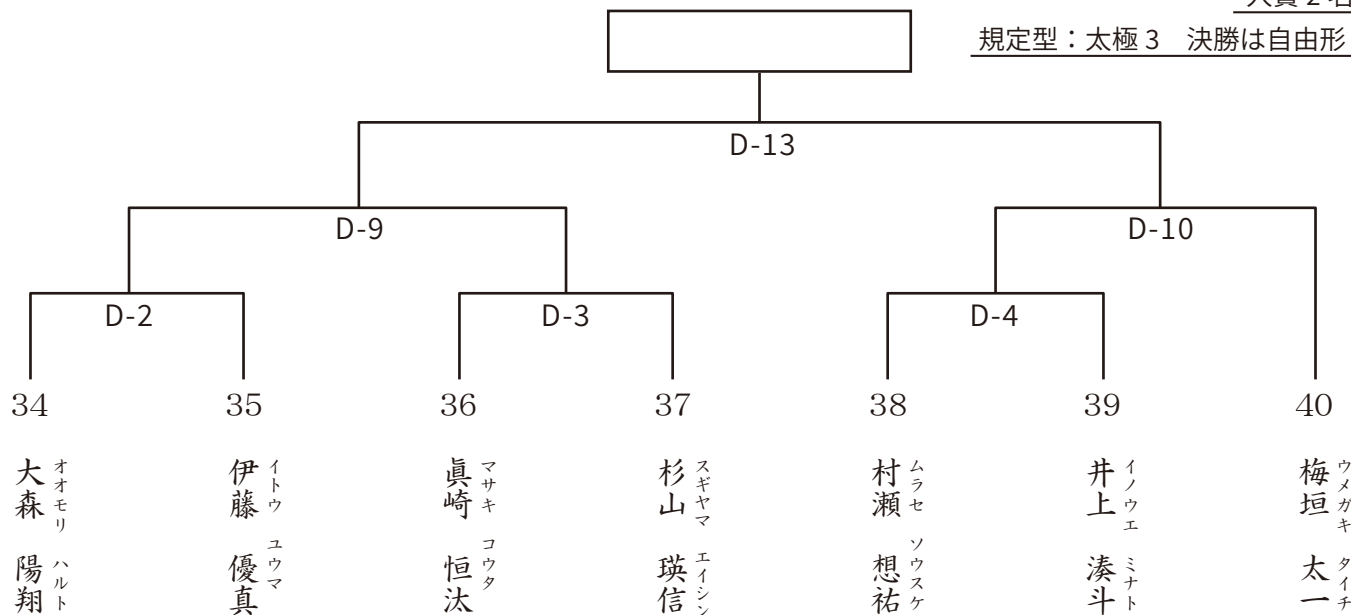 入賞 2 名
規定型：太極 3　決勝は自由形
D-13
D-9
D-10
D-2
D-3
D-4
34
35
36
37
38
39
40
大森 陽翔
オオモリ ハルト
伊藤 優真
イトウ ユウマ
眞崎 恒汰
マサキ コウタ
杉山 瑛信
スギヤマ エイシン
村瀬 想祐
ムラセ ソウスケ
井上 湊斗
イノウエ ミナト
梅垣 太一
ウメガキ タイチ